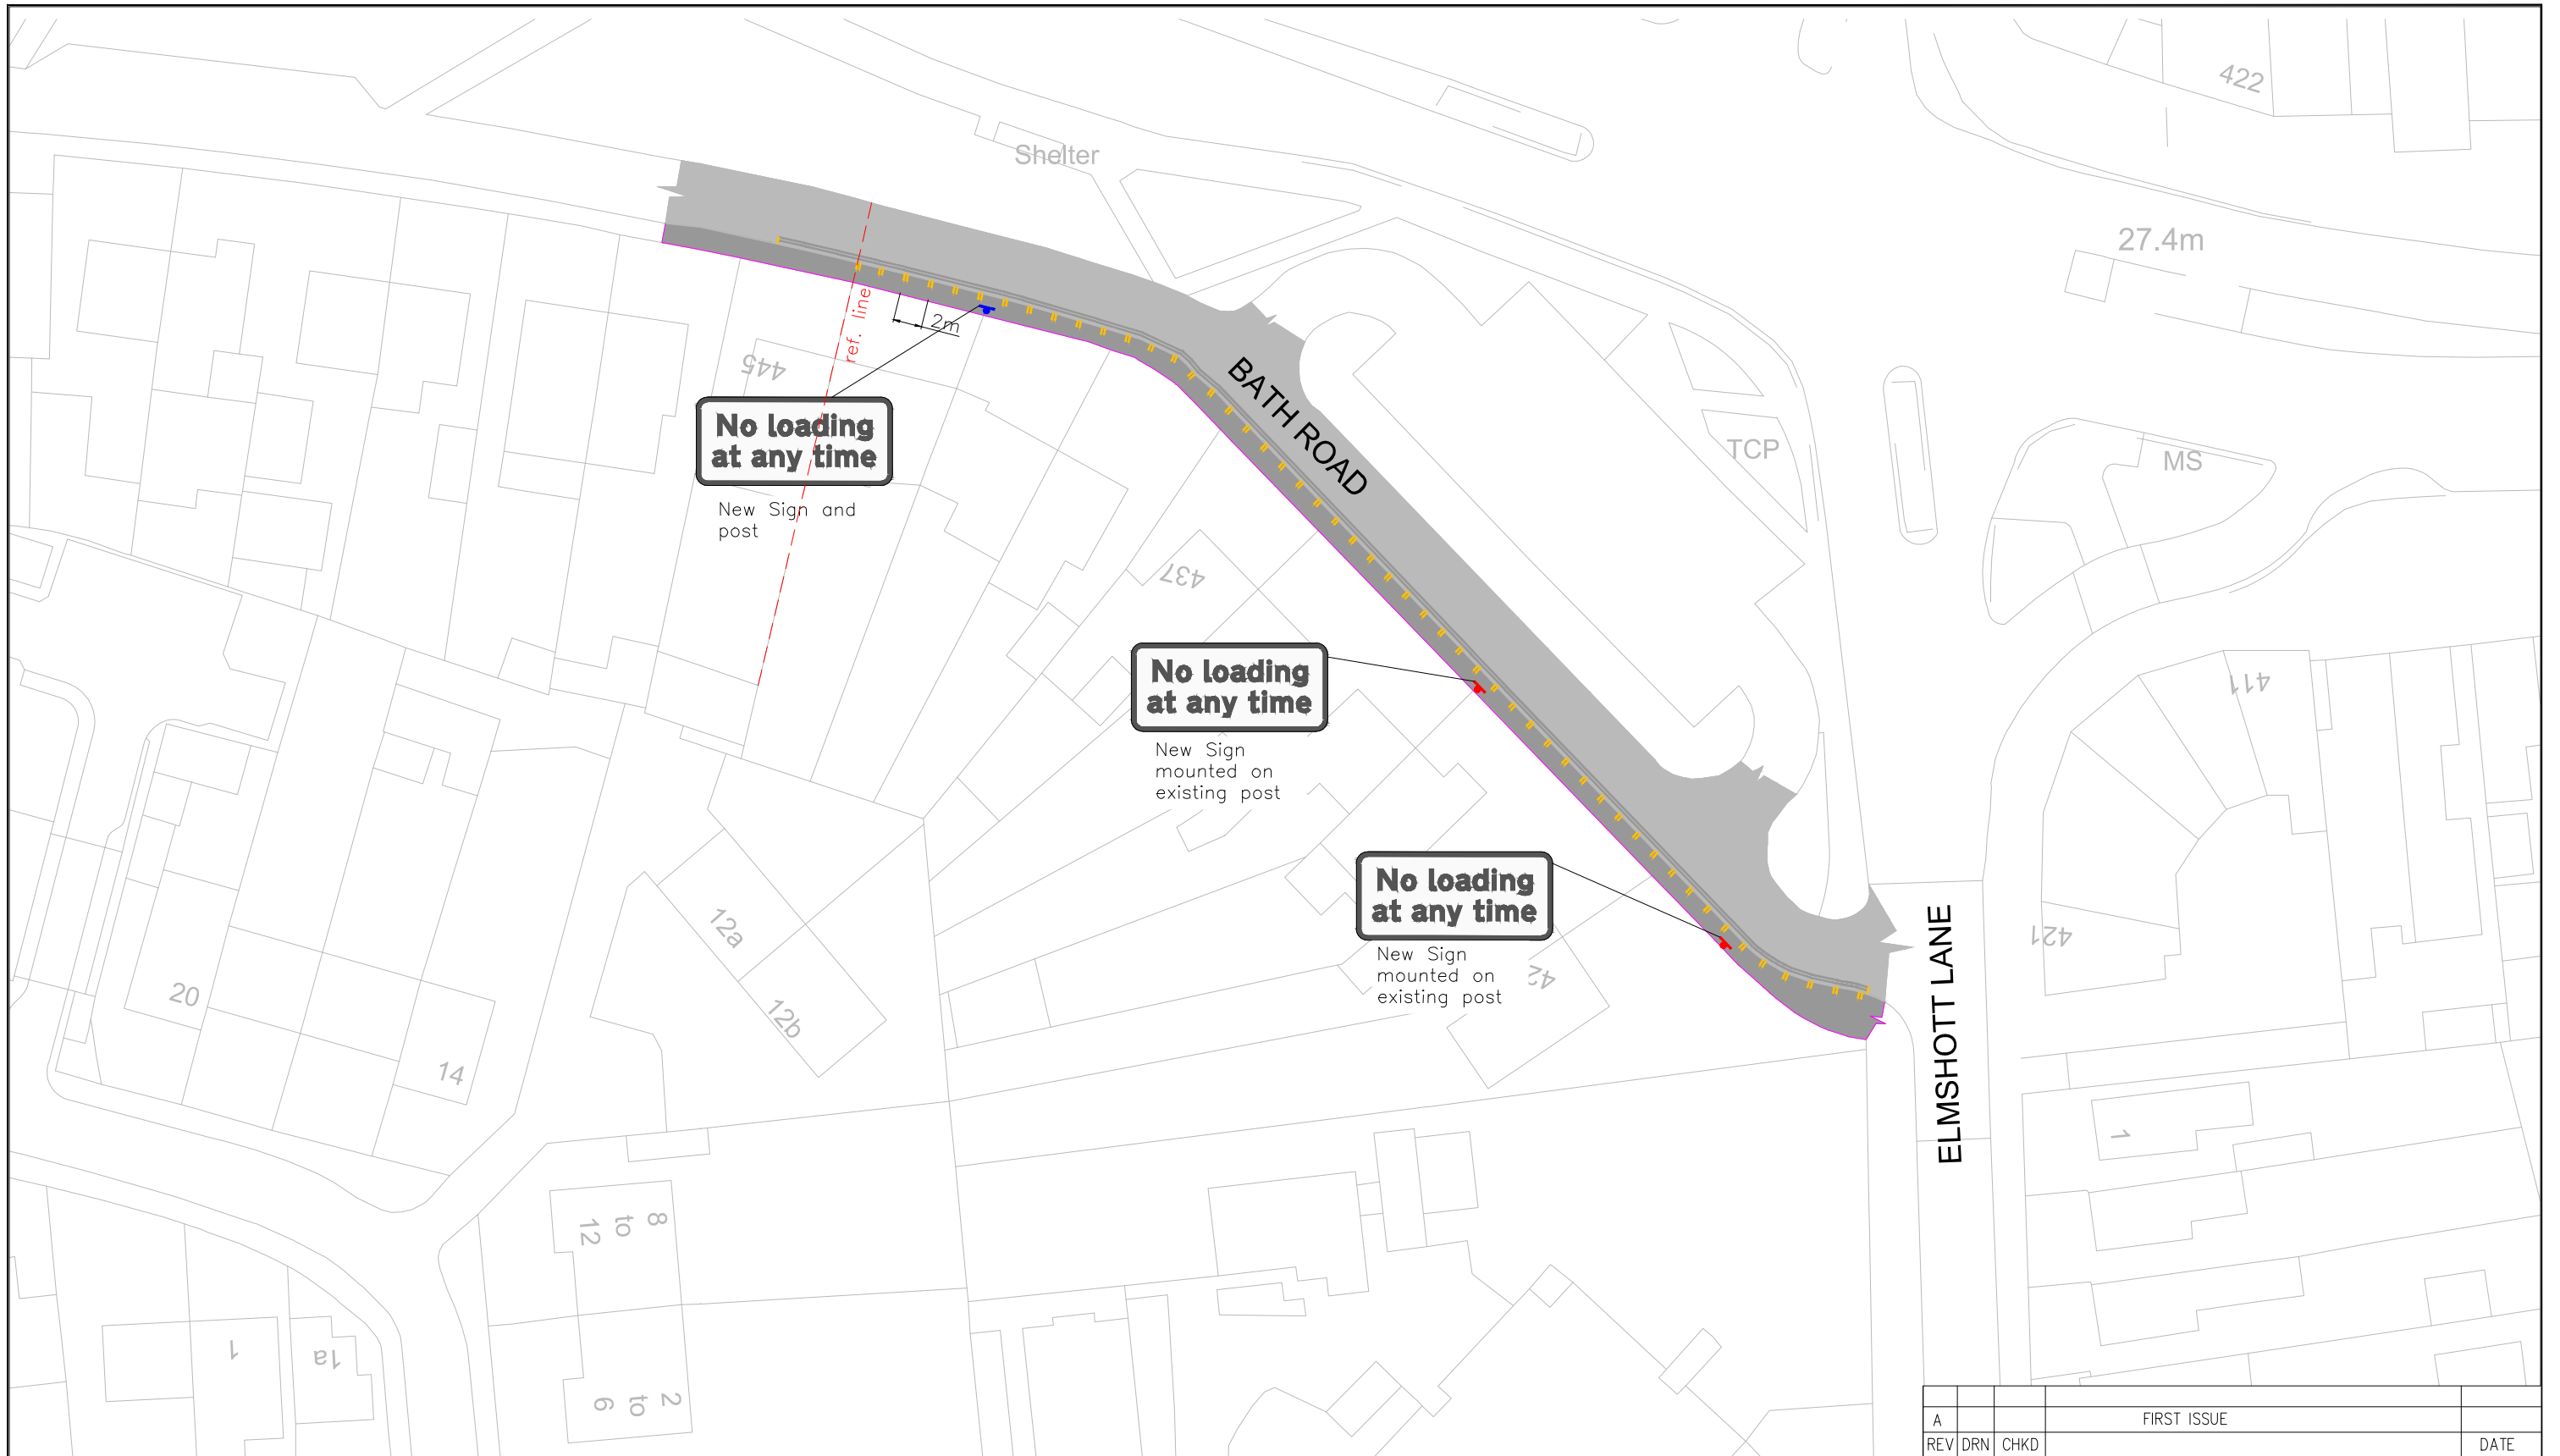 422
Shelter
27.4m
ref. line
2m
445
BATH ROAD
No loading
at any time
New Sign and
post
TCP
MS
437
No loading
at any time
New Sign
mounted on
existing post
411
No loading
at any time
New Sign
mounted on
existing post
421
ELMSHOTT LANE
12a
12b
20
14
1
8
to
12
2
to
6
1
1a
A
FIRST ISSUE
REV DRN CHKD
DATE